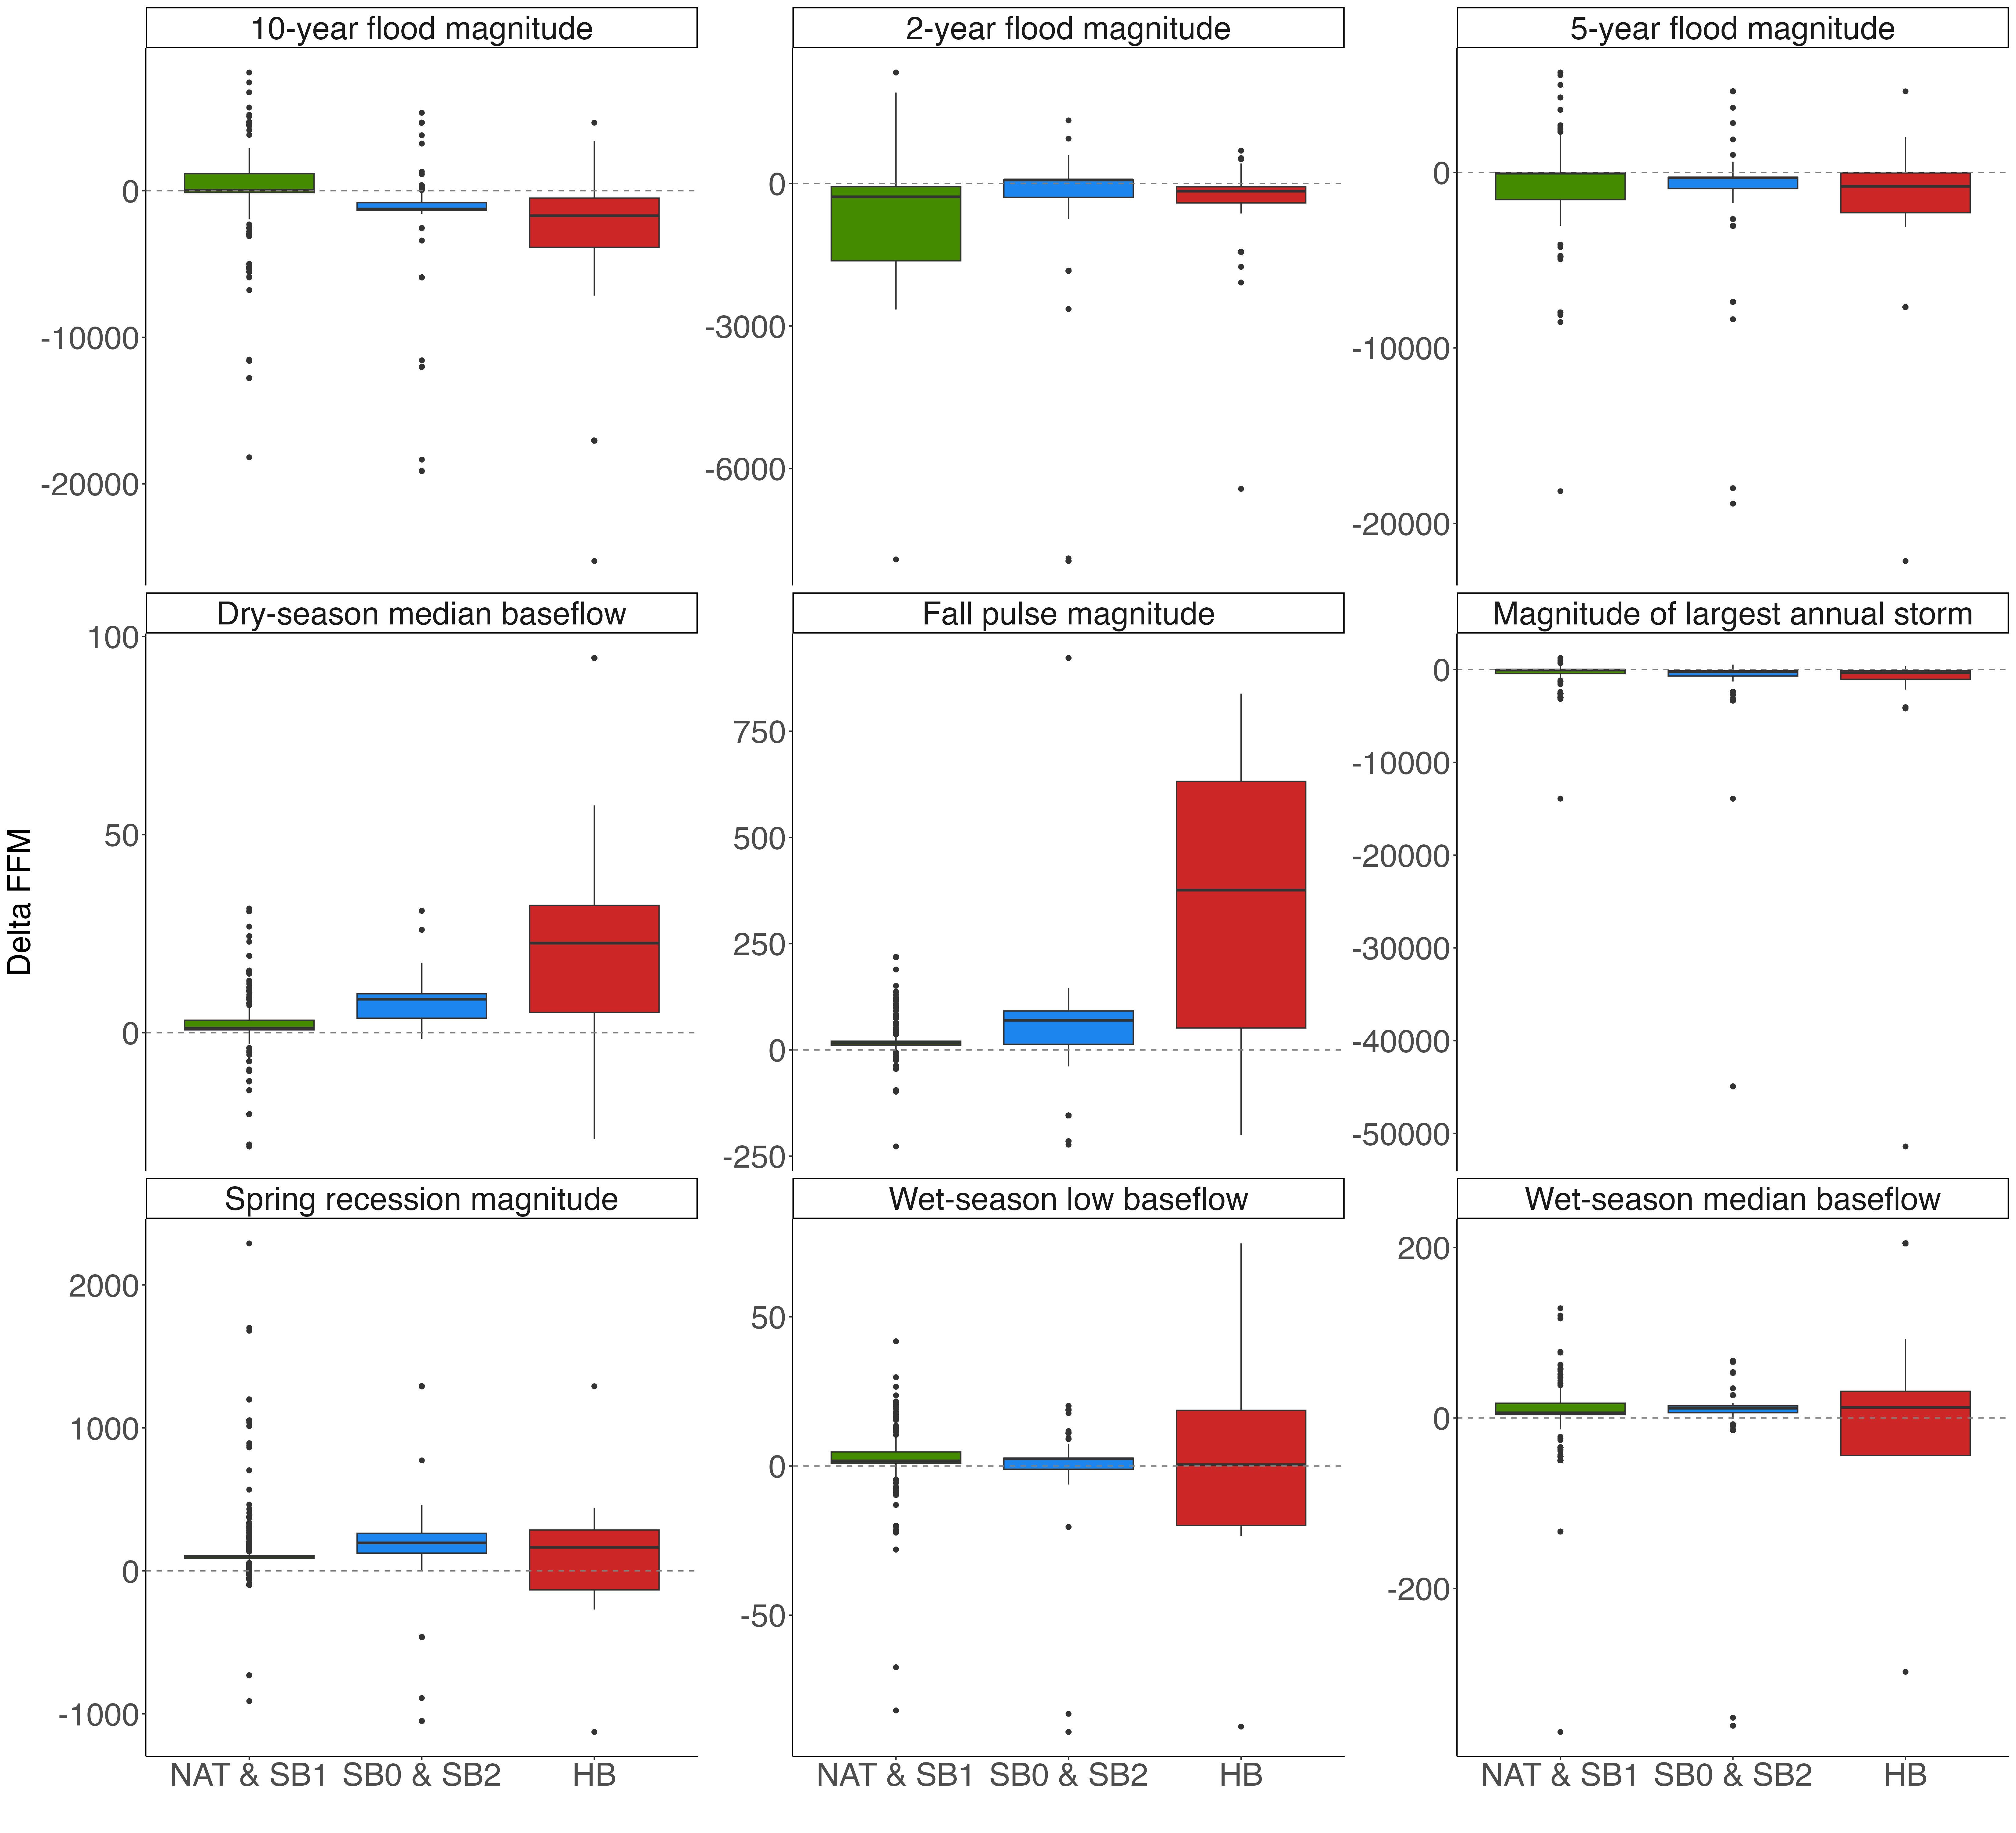 10-year flood magnitude
2-year flood magnitude
5-year flood magnitude
0
-10000
-20000
0
-3000
-6000
0
-10000
-20000
Dry-season median baseflow
Fall pulse magnitude
Magnitude of largest annual storm
100
50
0
750
500
250
0
-250
0
-10000
-20000
-30000
-40000
-50000
Delta FFM
Spring recession magnitude
Wet-season low baseflow
Wet-season median baseflow
2000
1000
0
-1000
50
0
-50
200
0
-200
NAT & SB1 SB0 & SB2 HB
NAT & SB1 SB0 & SB2 HB
NAT & SB1 SB0 & SB2 HB